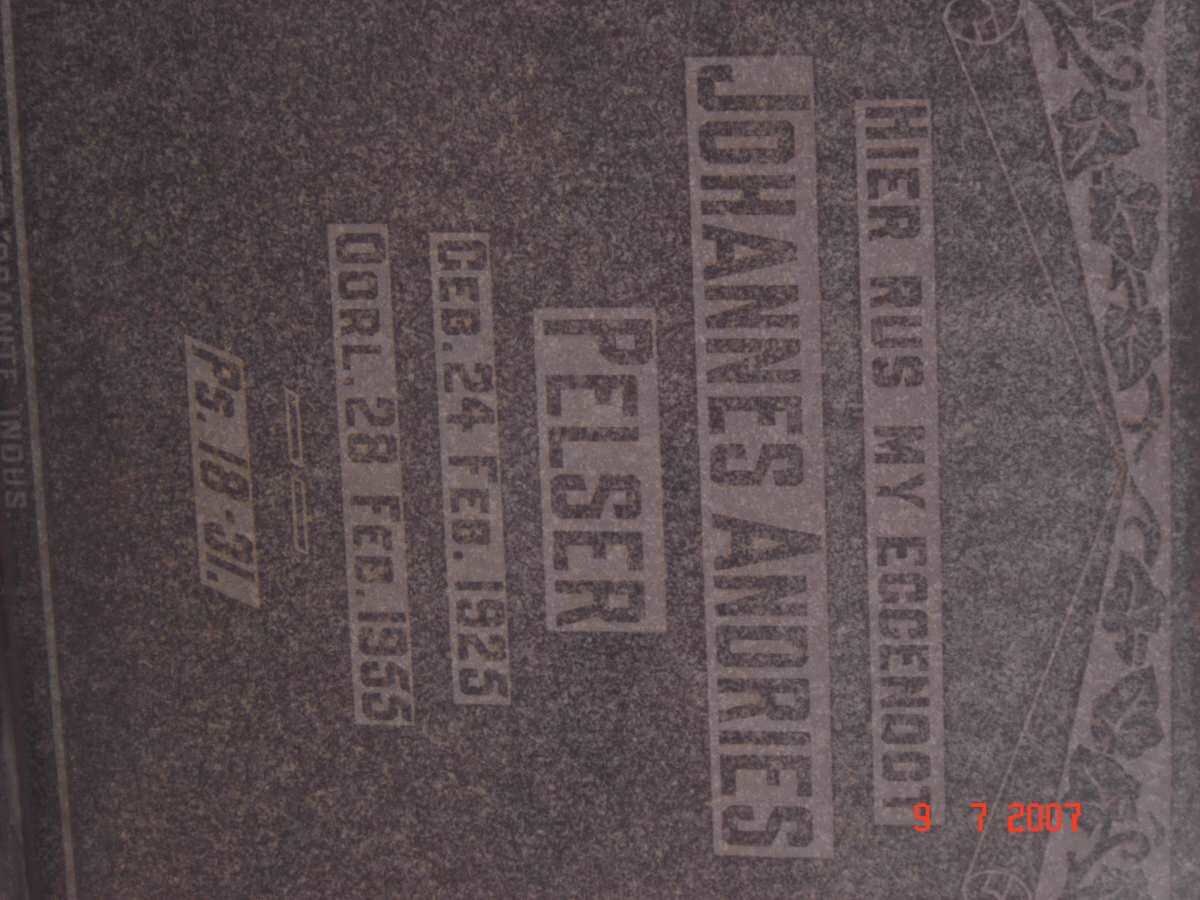 HIER RUS MY EGGENOOT
JOHANNES ANDRIES
PELSER
GEB. 24 FEB. 1925
OORL. 28 FEB. 1955
Ps. 18-31.
INDUS
9 7 2007